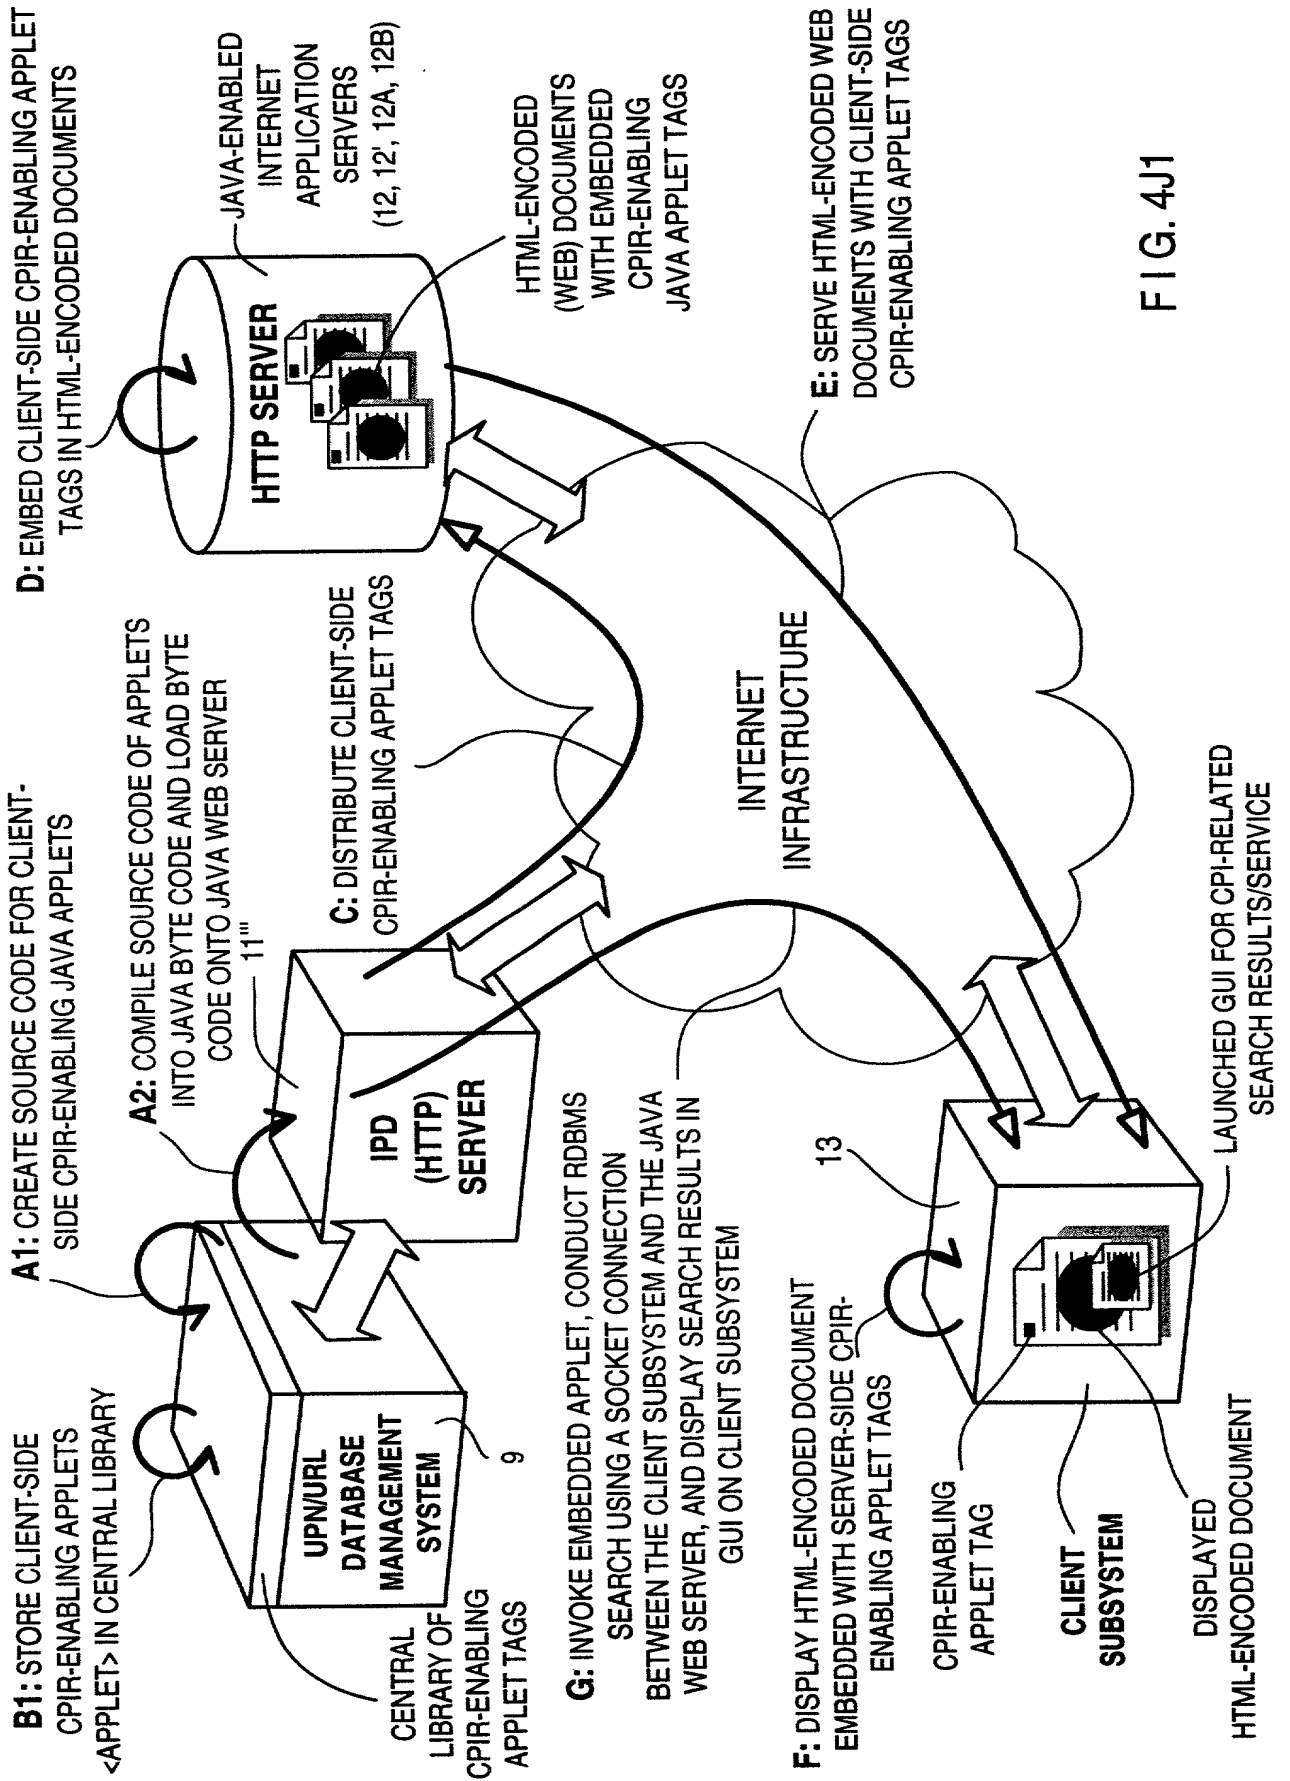 B1: STORE CLIENT-SIDE
CPIR-ENABLING APPLETS
<APPLET> IN CENTRAL LIBRARY
A1: CREATE SOURCE CODE FOR CLIENT-
SIDE CPIR-ENABLING JAVA APPLETS
A2: COMPILE SOURCE CODE OF APPLETS
INTO JAVA BYTE CODE AND LOAD BYTE
CODE ONTO JAVA WEB SERVER
11'''
D: EMBED CLIENT-SIDE CPIR-ENABLING APPLET
TAGS IN HTML-ENCODED DOCUMENTS
JAVA-ENABLED
INTERNET
APPLICATION
SERVERS
(12, 12', 12A, 12B)
HTTP SERVER
HTML-ENCODED
(WEB) DOCUMENTS
WITH EMBEDDED
CPIR-ENABLING
JAVA APPLET TAGS
C: DISTRIBUTE CLIENT-SIDE
CPIR-ENABLING APPLET TAGS
IPD
(HTTP)
SERVER
UPN/URL
DATABASE
MANAGEMENT
SYSTEM
9
CENTRAL
LIBRARY OF
CPIR-ENABLING
APPLET TAGS
G: INVOKE EMBEDDED APPLET, CONDUCT RDBMS
SEARCH USING A SOCKET CONNECTION
BETWEEN THE CLIENT SUBSYSTEM AND THE JAVA
WEB SERVER, AND DISPLAY SEARCH RESULTS IN
GUI ON CLIENT SUBSYSTEM
INTERNET
INFRASTRUCTURE
E: SERVE HTML-ENCODED WEB
DOCUMENTS WITH CLIENT-SIDE
CPIR-ENABLING APPLET TAGS
F: DISPLAY HTML-ENCODED DOCUMENT
EMBEDDED WITH SERVER-SIDE CPIR-
ENABLING APPLET TAGS
13
CPIR-ENABLING
APPLET TAG
CLIENT
SUBSYSTEM
DISPLAYED
HTML-ENCODED DOCUMENT
LAUNCHED GUI FOR CPI-RELATED
SEARCH RESULTS/SERVICE
FIG. 4J1